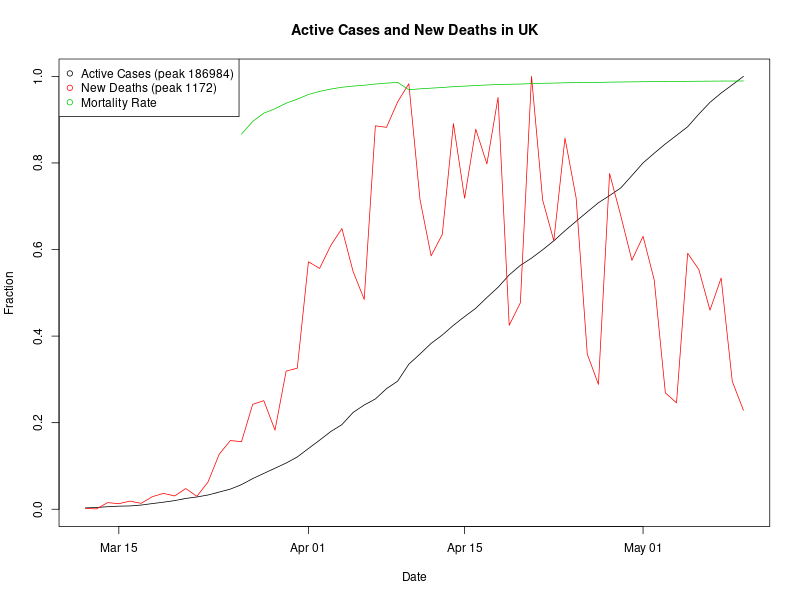 Active Cases and New Deaths in UK
Active Cases (peak 186984)
New Deaths (peak 1172)
Mortality Rate
1.0
0.8
0.6
0.4
0.2
0.0
Fraction
Mar 15
Apr 01
Apr 15
May 01
Date